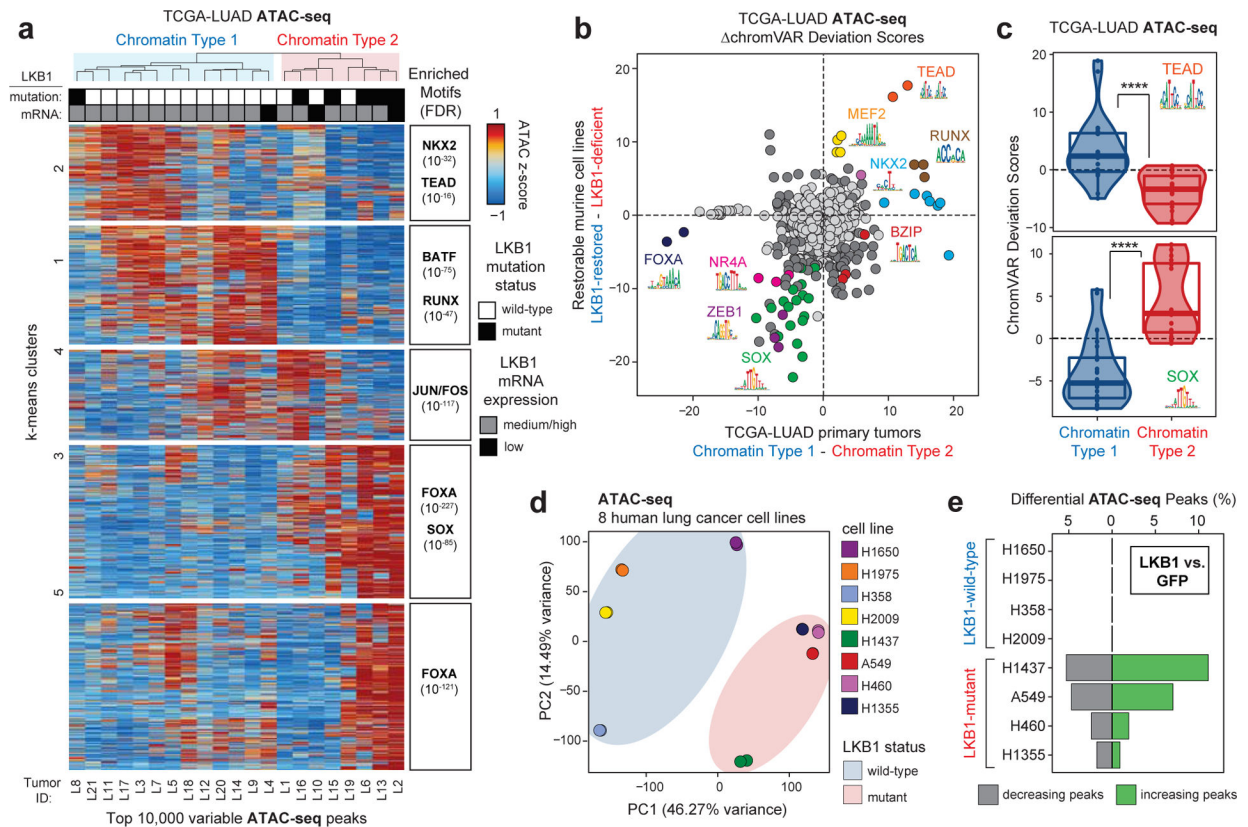 a
TCGA-LUAD ATAC-seq
Chromatin Type 1
Chromatin Type 2
LKB1
mutation:
mRNA:
Enriched
Motifs
(FDR)
1
ATAC z-score
−1
k-means clusters
2
1
4
3
5
NKX2
(10-32)
TEAD
(10-16)
BATF
(10-75)
RUNX
(10-47)
JUN/FOS
(10-117)
FOXA
(10-227)
SOX
(10-85)
FOXA
(10-121)
LKB1
mutation
status
wild-type
mutant
LKB1
mRNA
expression
medium/high
low
Tumor
ID:
L8
L21
L11
L17
L3
L7
L5
L18
L12
L20
L14
L9
L4
L1
L16
L10
L15
L19
L6
L13
L2
Top 10,000 variable ATAC-seq peaks
b
TCGA-LUAD ATAC-seq
ΔchromVAR Deviation Scores
Restorable murine cell lines
LKB1-restored - LKB1-deficient
20
10
0
−10
−20
TEAD
MEF2
RUNX
NKX2
BZIP
FOXA
NR4A
ZEB1
SOX
−20
−10
0
10
20
TCGA-LUAD primary tumors
Chromatin Type 1 - Chromatin Type 2
c
TCGA-LUAD ATAC-seq
ChromVAR Deviation Scores
20
10
0
−10
****
TEAD
10
5
0
−5
****
SOX
Chromatin
Type 1
Chromatin
Type 2
d
ATAC-seq
8 human lung cancer cell lines
PC2 (14.49% variance)
100
50
0
−50
−100
−100
0
100
PC1 (46.27% variance)
cell line
H1650
H1975
H358
H2009
H1437
A549
H460
H1355
LKB1 status
wild-type
mutant
e
Differential ATAC-seq Peaks (%)
5
0
5
10
LKB1 vs.
GFP
LKB1-wild-type
H1650
H1975
H358
H2009
LKB1-mutant
H1437
A549
H460
H1355
decreasing peaks
increasing peaks